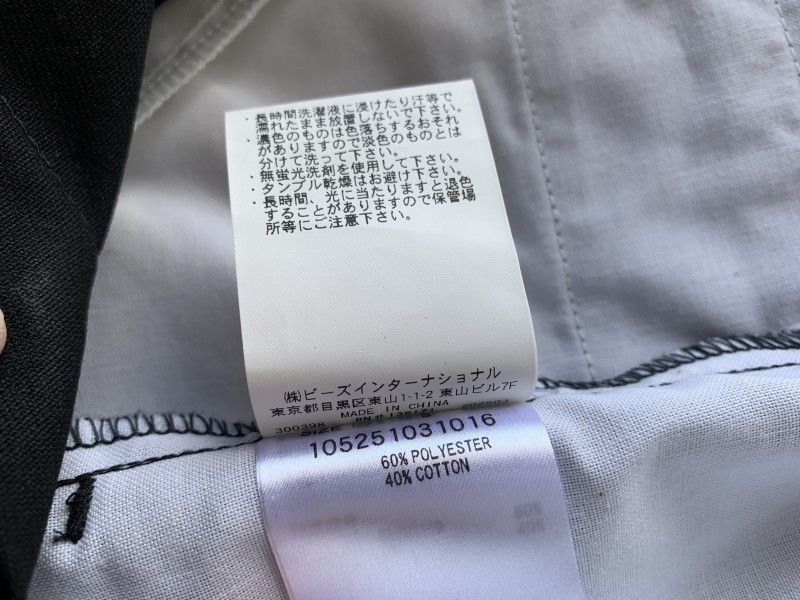 ・長時間洗濯液に浸けたり汗等で
濡れたまま放置しないで下さい。
・濃色のものは色落ちするおそれ
がありますので淡色のものとは
分けて洗って下さい。
・無蛍光洗剤を使用して下さい。
・タンブル乾燥はお避け下さい。
・長時間、光に当たりますと退色
することがありますので保管場
所等にご注意下さい。
㈱ビーズインターナショナル
東京都目黒区東山1-1-2 東山ビル7F
MADE IN CHINA
300398
SIZE
105251031016
60% POLYESTER
40% COTTON